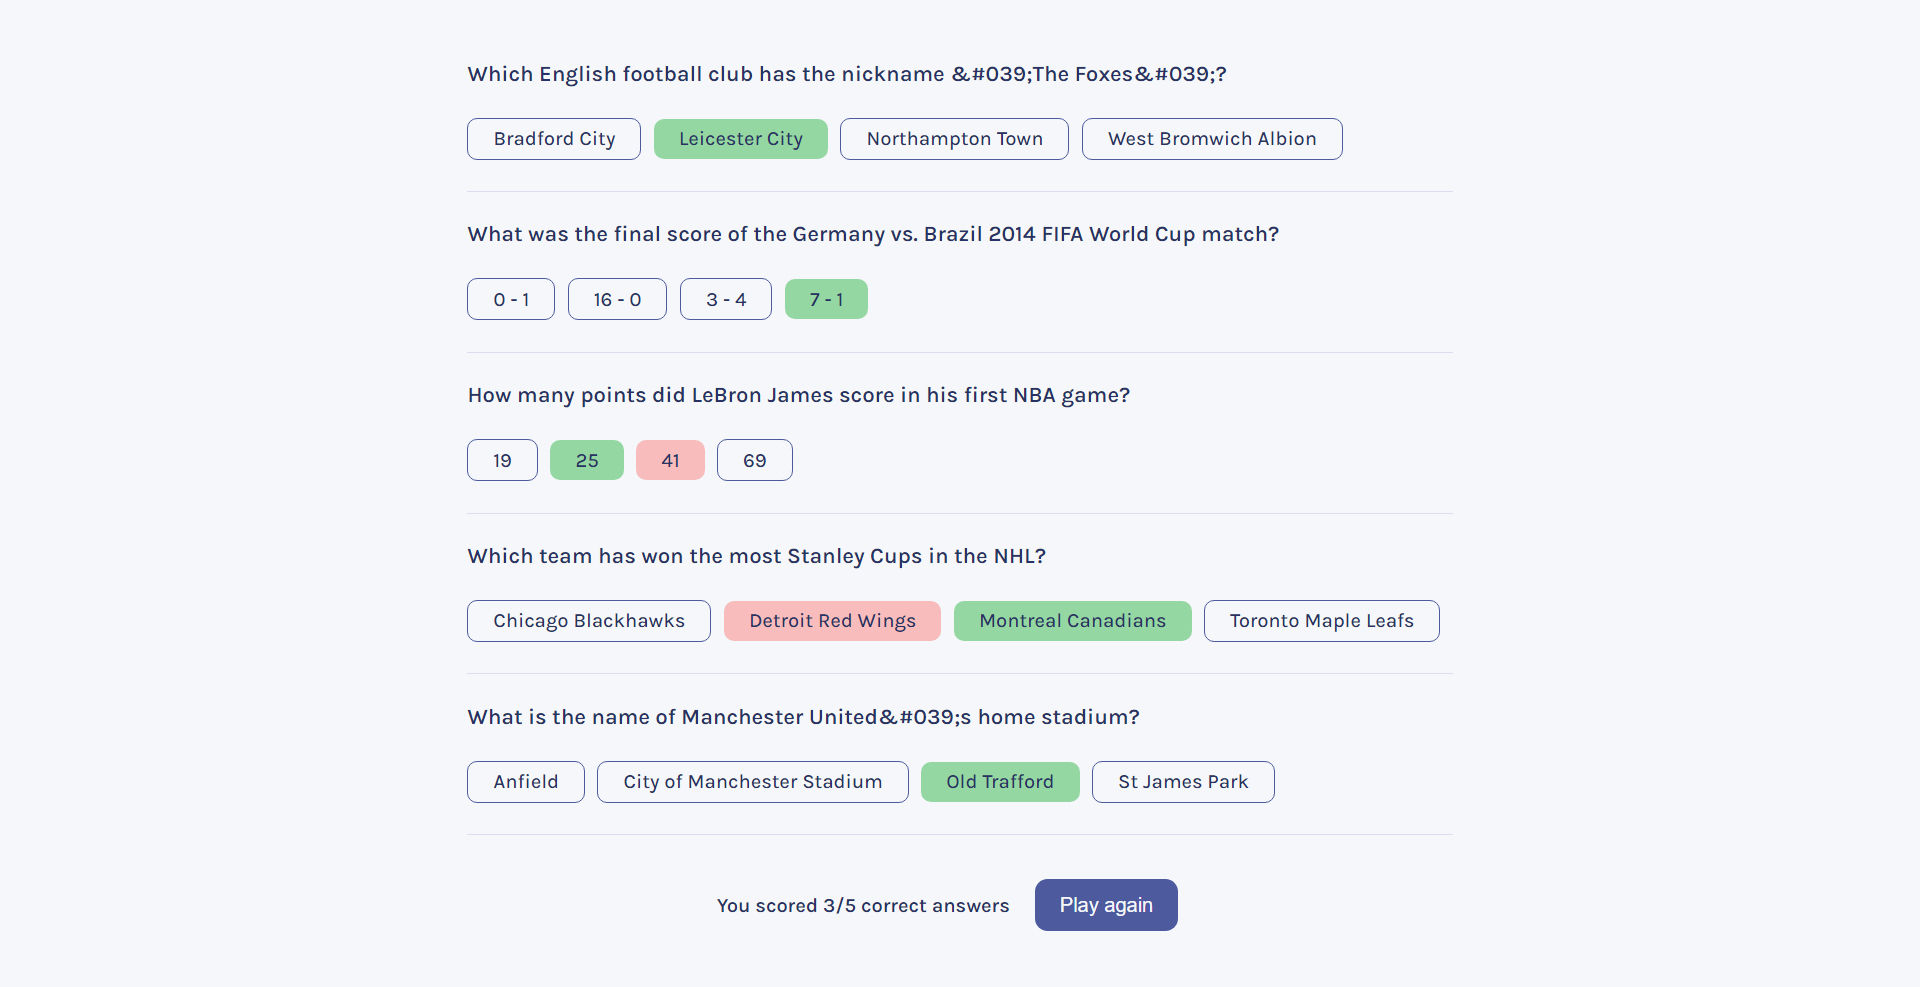 Which English football club has the nickname &#039;The Foxes&#039;?
Bradford City Leicester City Northampton Town West Bromwich Albion
What was the final score of the Germany vs. Brazil 2014 FIFA World Cup match?
0 - 1 16 - 0 3 - 4 7 - 1
How many points did LeBron James score in his first NBA game?
19 25 41 69
Which team has won the most Stanley Cups in the NHL?
Chicago Blackhawks Detroit Red Wings Montreal Canadians Toronto Maple Leafs
What is the name of Manchester United&#039;s home stadium?
Anfield City of Manchester Stadium Old Trafford St James Park
You scored 3/5 correct answers Play again